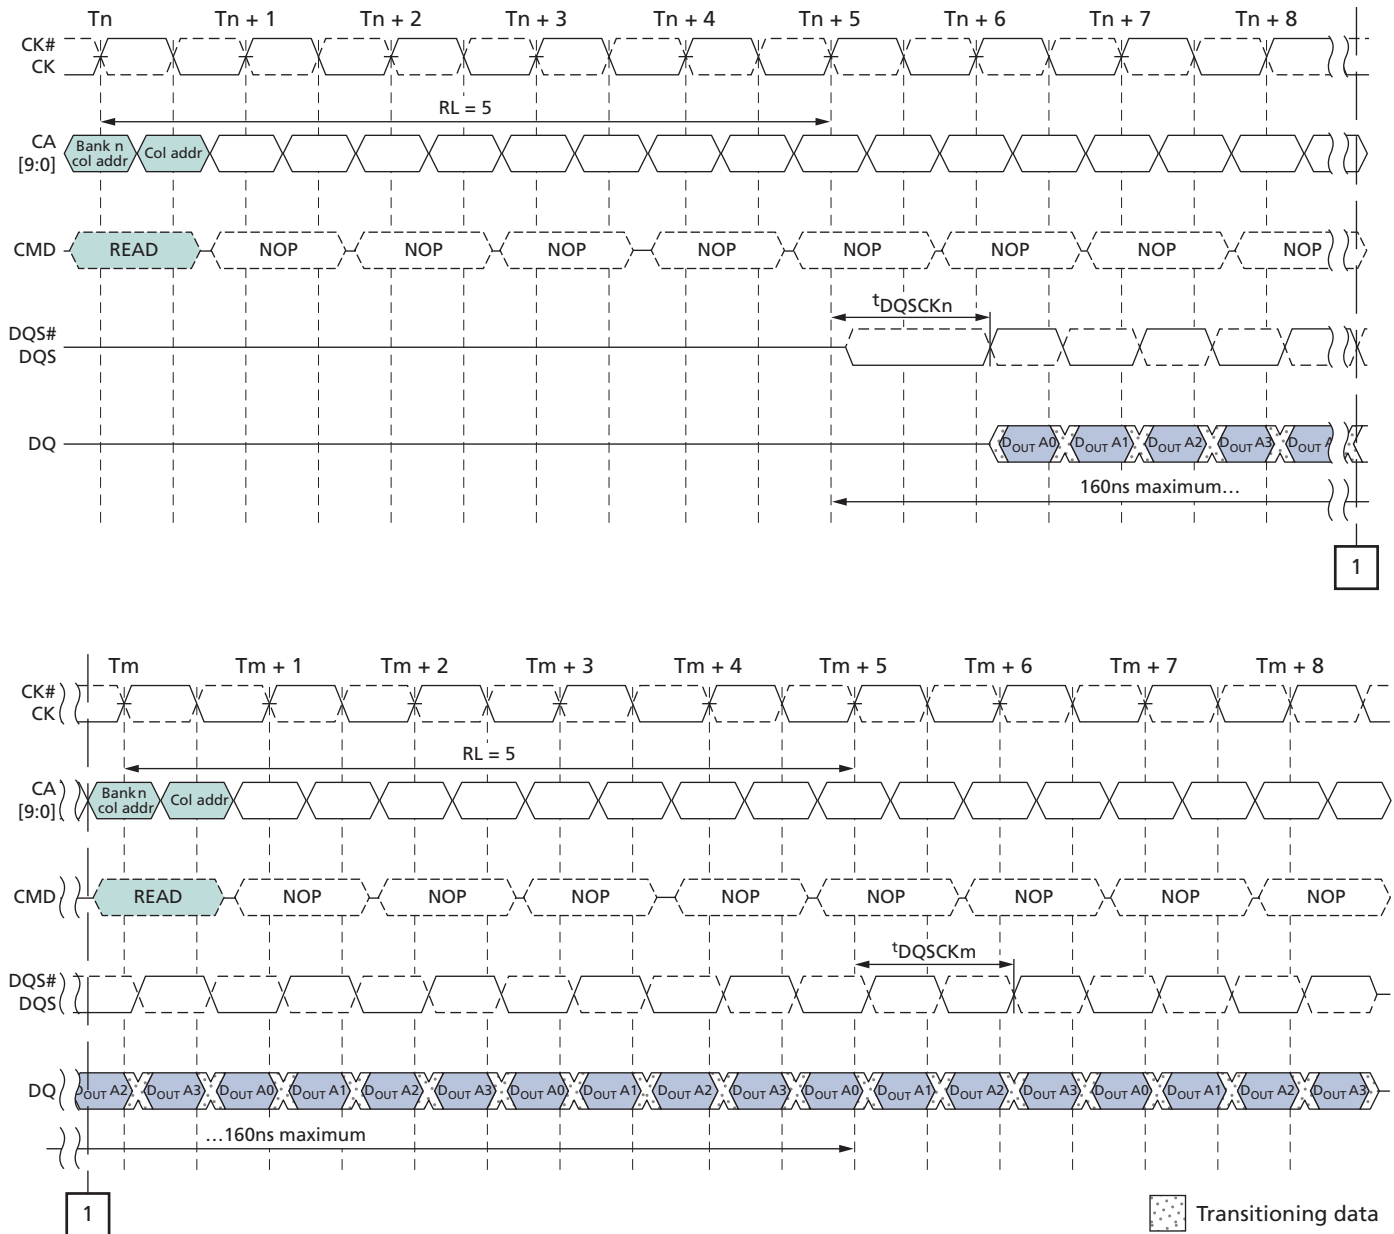 Tn Tn + 1 Tn + 2 Tn + 3 Tn + 4 Tn + 5 Tn + 6 Tn + 7 Tn + 8
CK#
CK
RL = 5
CA
[9:0]
Bank n
col addr
Col addr
CMD READ NOP NOP NOP NOP NOP NOP NOP NOP
tDQSCKn
DQS#
DQS
DQ DOUT A0 DOUT A1 DOUT A2 DOUT A3 DOUT A
160ns maximum…
1
Tm Tm + 1 Tm + 2 Tm + 3 Tm + 4 Tm + 5 Tm + 6 Tm + 7 Tm + 8
CK#
CK
RL = 5
CA
[9:0]
Bank n
col addr
Col addr
CMD READ NOP NOP NOP NOP NOP NOP NOP NOP
tDQSCKm
DQS#
DQS
DQ DOUT A2 DOUT A3 DOUT A0 DOUT A1 DOUT A2 DOUT A3 DOUT A0 DOUT A1 DOUT A2 DOUT A3 DOUT A0 DOUT A1 DOUT A2 DOUT A3 DOUT A0 DOUT A1 DOUT A2 DOUT A3
…160ns maximum
1
Transitioning data